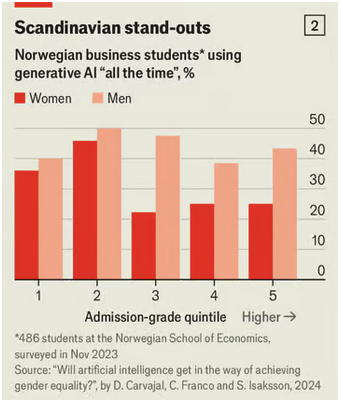 Scandinavian stand-outs
2
Norwegian business students* using
generative AI “all the time”, %
Women Men
50
40
30
20
10
0
1 2 3 4 5
Admission-grade quintile Higher →
*486 students at the Norwegian School of Economics,
surveyed in Nov 2023
Source: “Will artificial intelligence get in the way of achieving
gender equality?”, by D. Carvajal, C. Franco and S. Isaksson, 2024